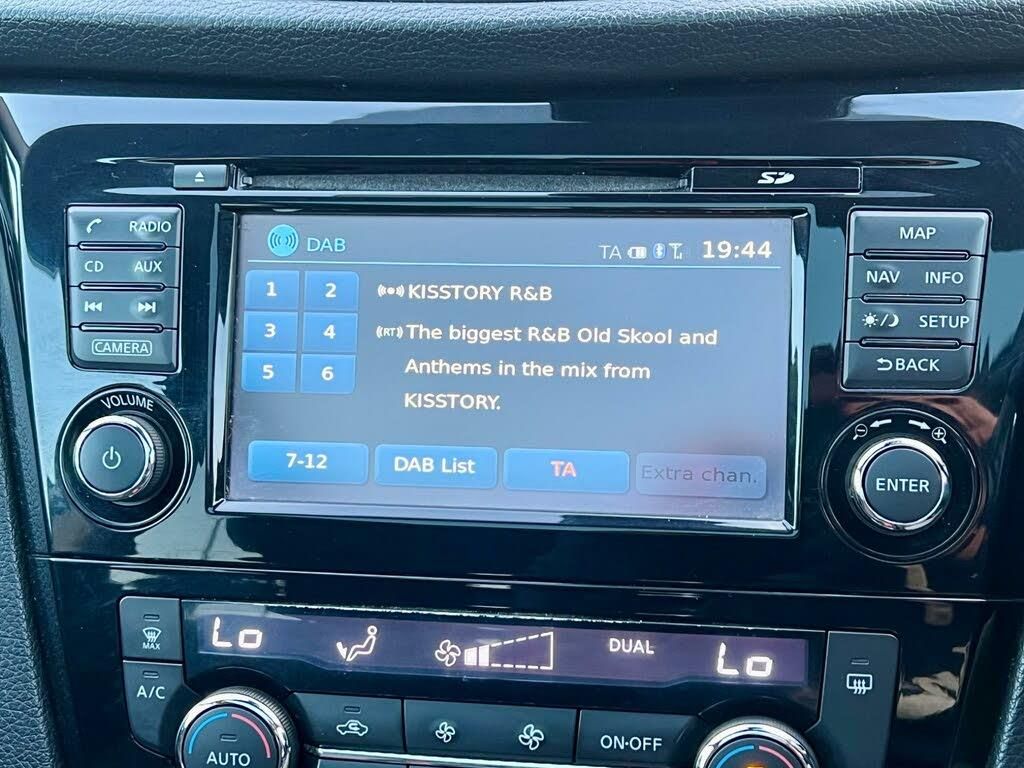 RADIO
CD AUX
CAMERA
VOLUME
SD
DAB
TA 19:44
1 2
3 4
5 6
KISSTORY R&B
(RT) The biggest R&B Old Skool and
Anthems in the mix from
KISSTORY.
7-12 DAB List TA Extra chan.
MAP
NAV INFO
SETUP
BACK
ENTER
MAX
A/C
Lo DUAL Lo
AUTO
ON·OFF